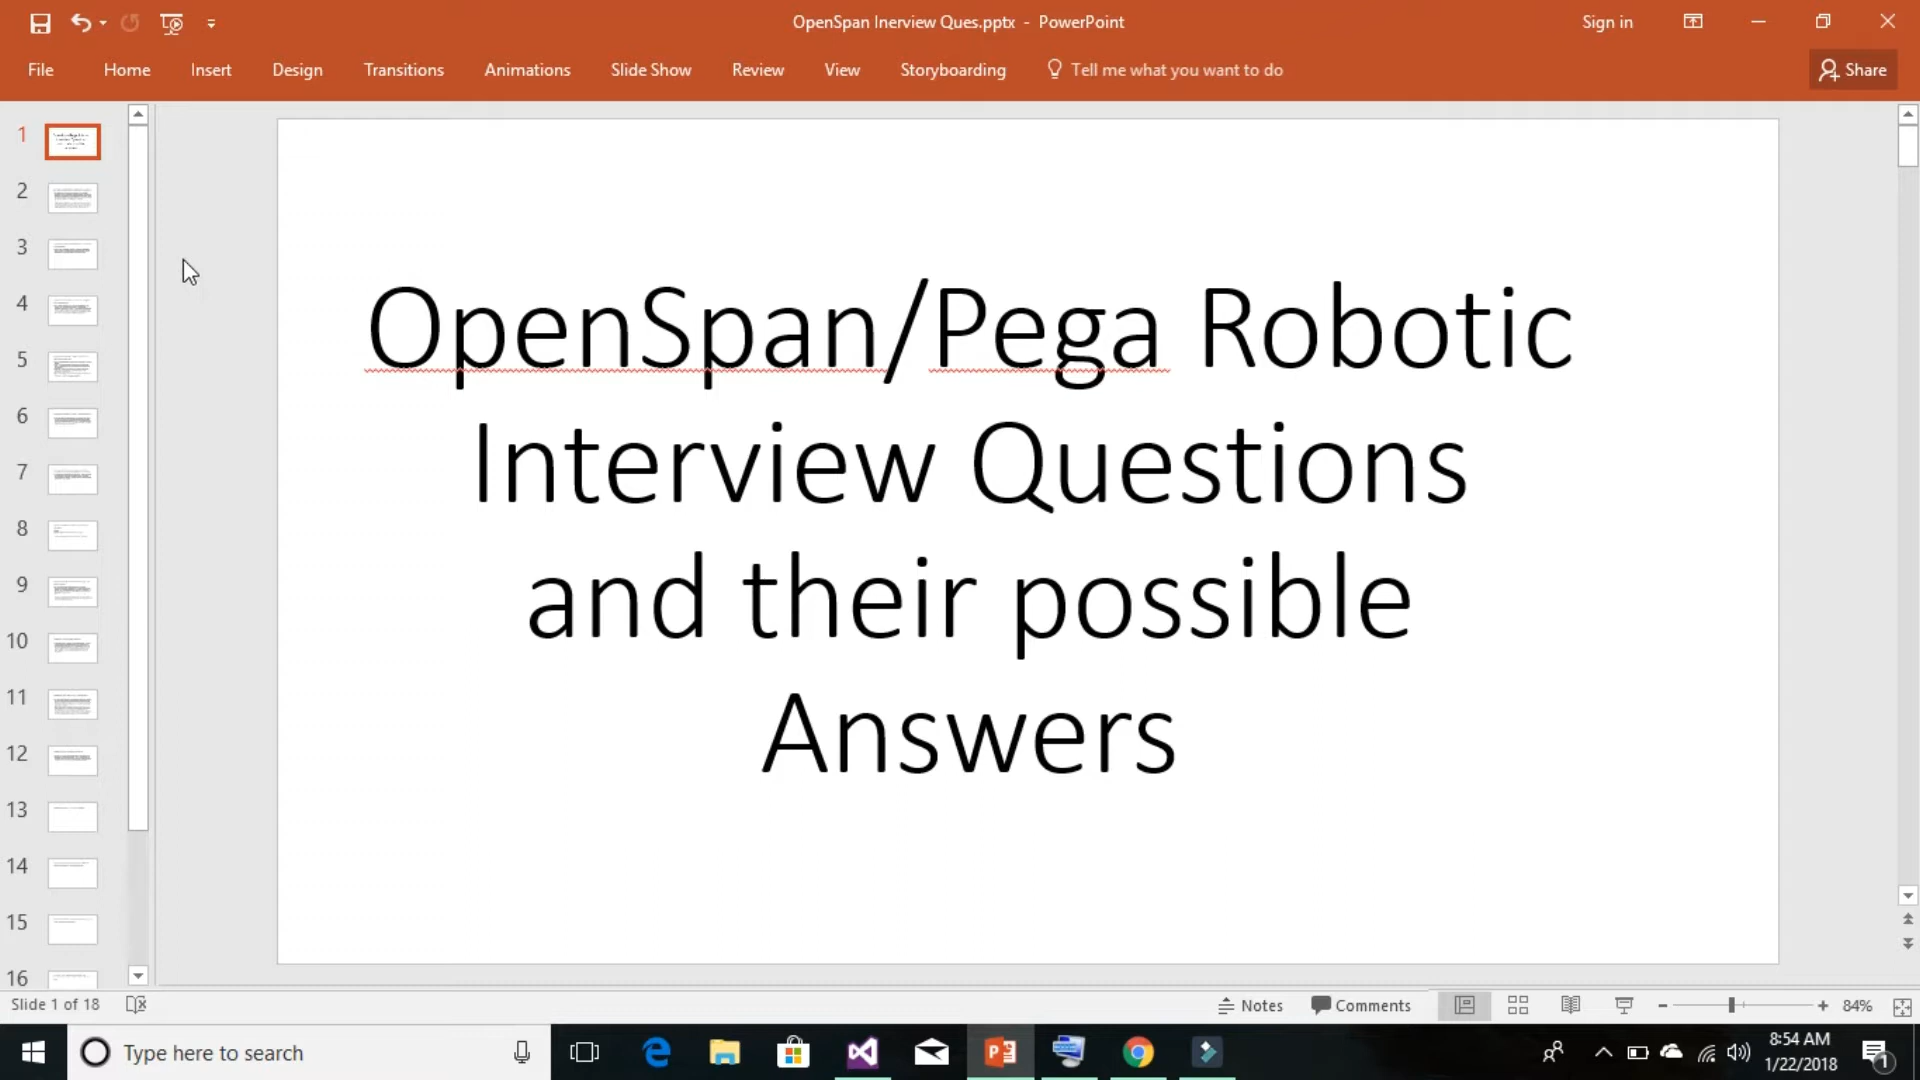 OpenSpan Inerview Ques.pptx - PowerPoint
Sign in
File Home Insert Design Transitions Animations Slide Show Review View Storyboarding Tell me what you want to do Share
1
2
3
4
5
6
7
8
9
10
11
12
13
14
15
16
OpenSpan/Pega Robotic
Interview Questions
and their possible
Answers
Slide 1 of 18 Notes Comments 84%
Type here to search
8:54 AM
1/22/2018
1